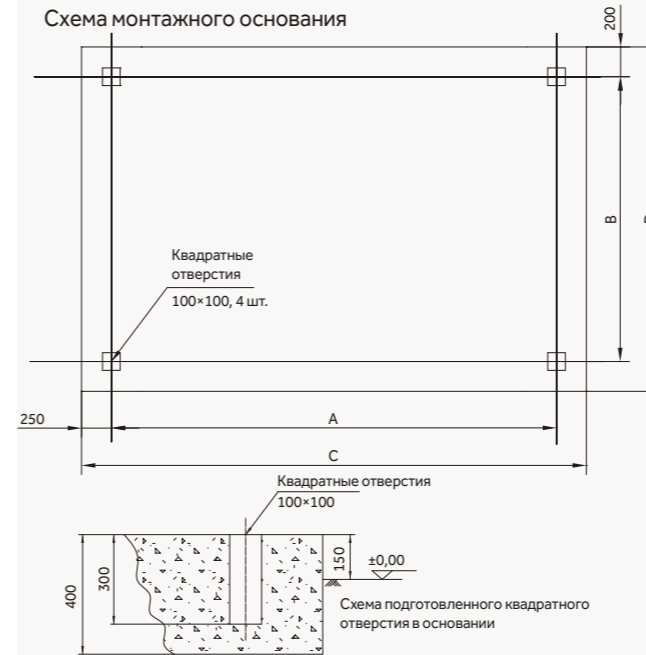 Схема монтажного основания
200
B
Квадратные
отверстия
100×100, 4 шт.
250
A
C
Квадратные отверстия
100×100
400
300
150
±0,00
Схема подготовленного квадратного
отверстия в основании